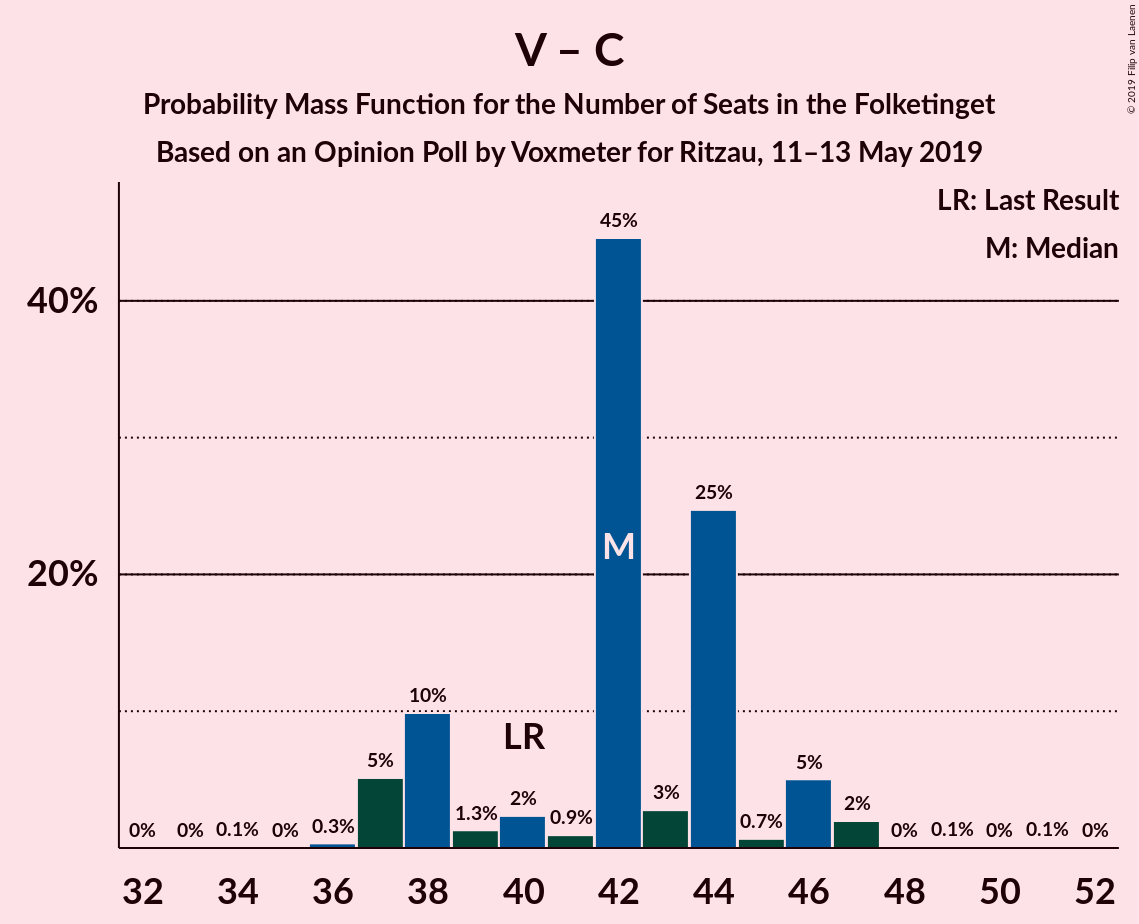 V – C
Probability Mass Function for the Number of Seats in the Folketinget
Based on an Opinion Poll by Voxmeter for Ritzau, 11–13 May 2019
© 2019 Filip van Laenen
LR: Last Result
M: Median
40%
20%
0% 0% 0.1% 0% 0.3% 5% 10% 1.3% 2% 0.9% 45% 3% 25% 0.7% 5% 2% 0% 0.1% 0% 0.1% 0%
LR
M
32 34 36 38 40 42 44 46 48 50 52